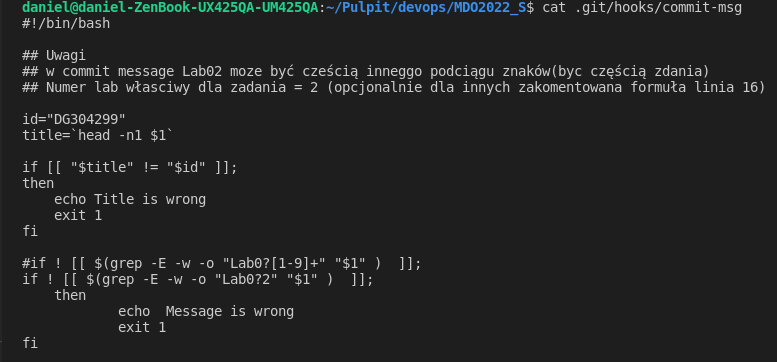 daniel@daniel-ZenBook-UX425QA-UM425QA:~/Pulpit/devops/MDO2022_S$ cat .git/hooks/commit-msg
#!/bin/bash
## Uwagi
## w commit message Lab02 moze być cześcią inneggo podciągu znaków(byc częścią zdania)
## Numer lab własciwy dla zadania = 2 (opcjonalnie dla innych zakomentowana formuła linia 16)
id="DG304299"
title=`head -n1 $1`
if [[ "$title" != "$id" ]];
then
    echo Title is wrong
    exit 1
fi
#if ! [[ $(grep -E -w -o "Lab0?[1-9]+" "$1" )  ]];
if ! [[ $(grep -E -w -o "Lab0?2" "$1" )  ]];
    then
            echo  Message is wrong
            exit 1
fi